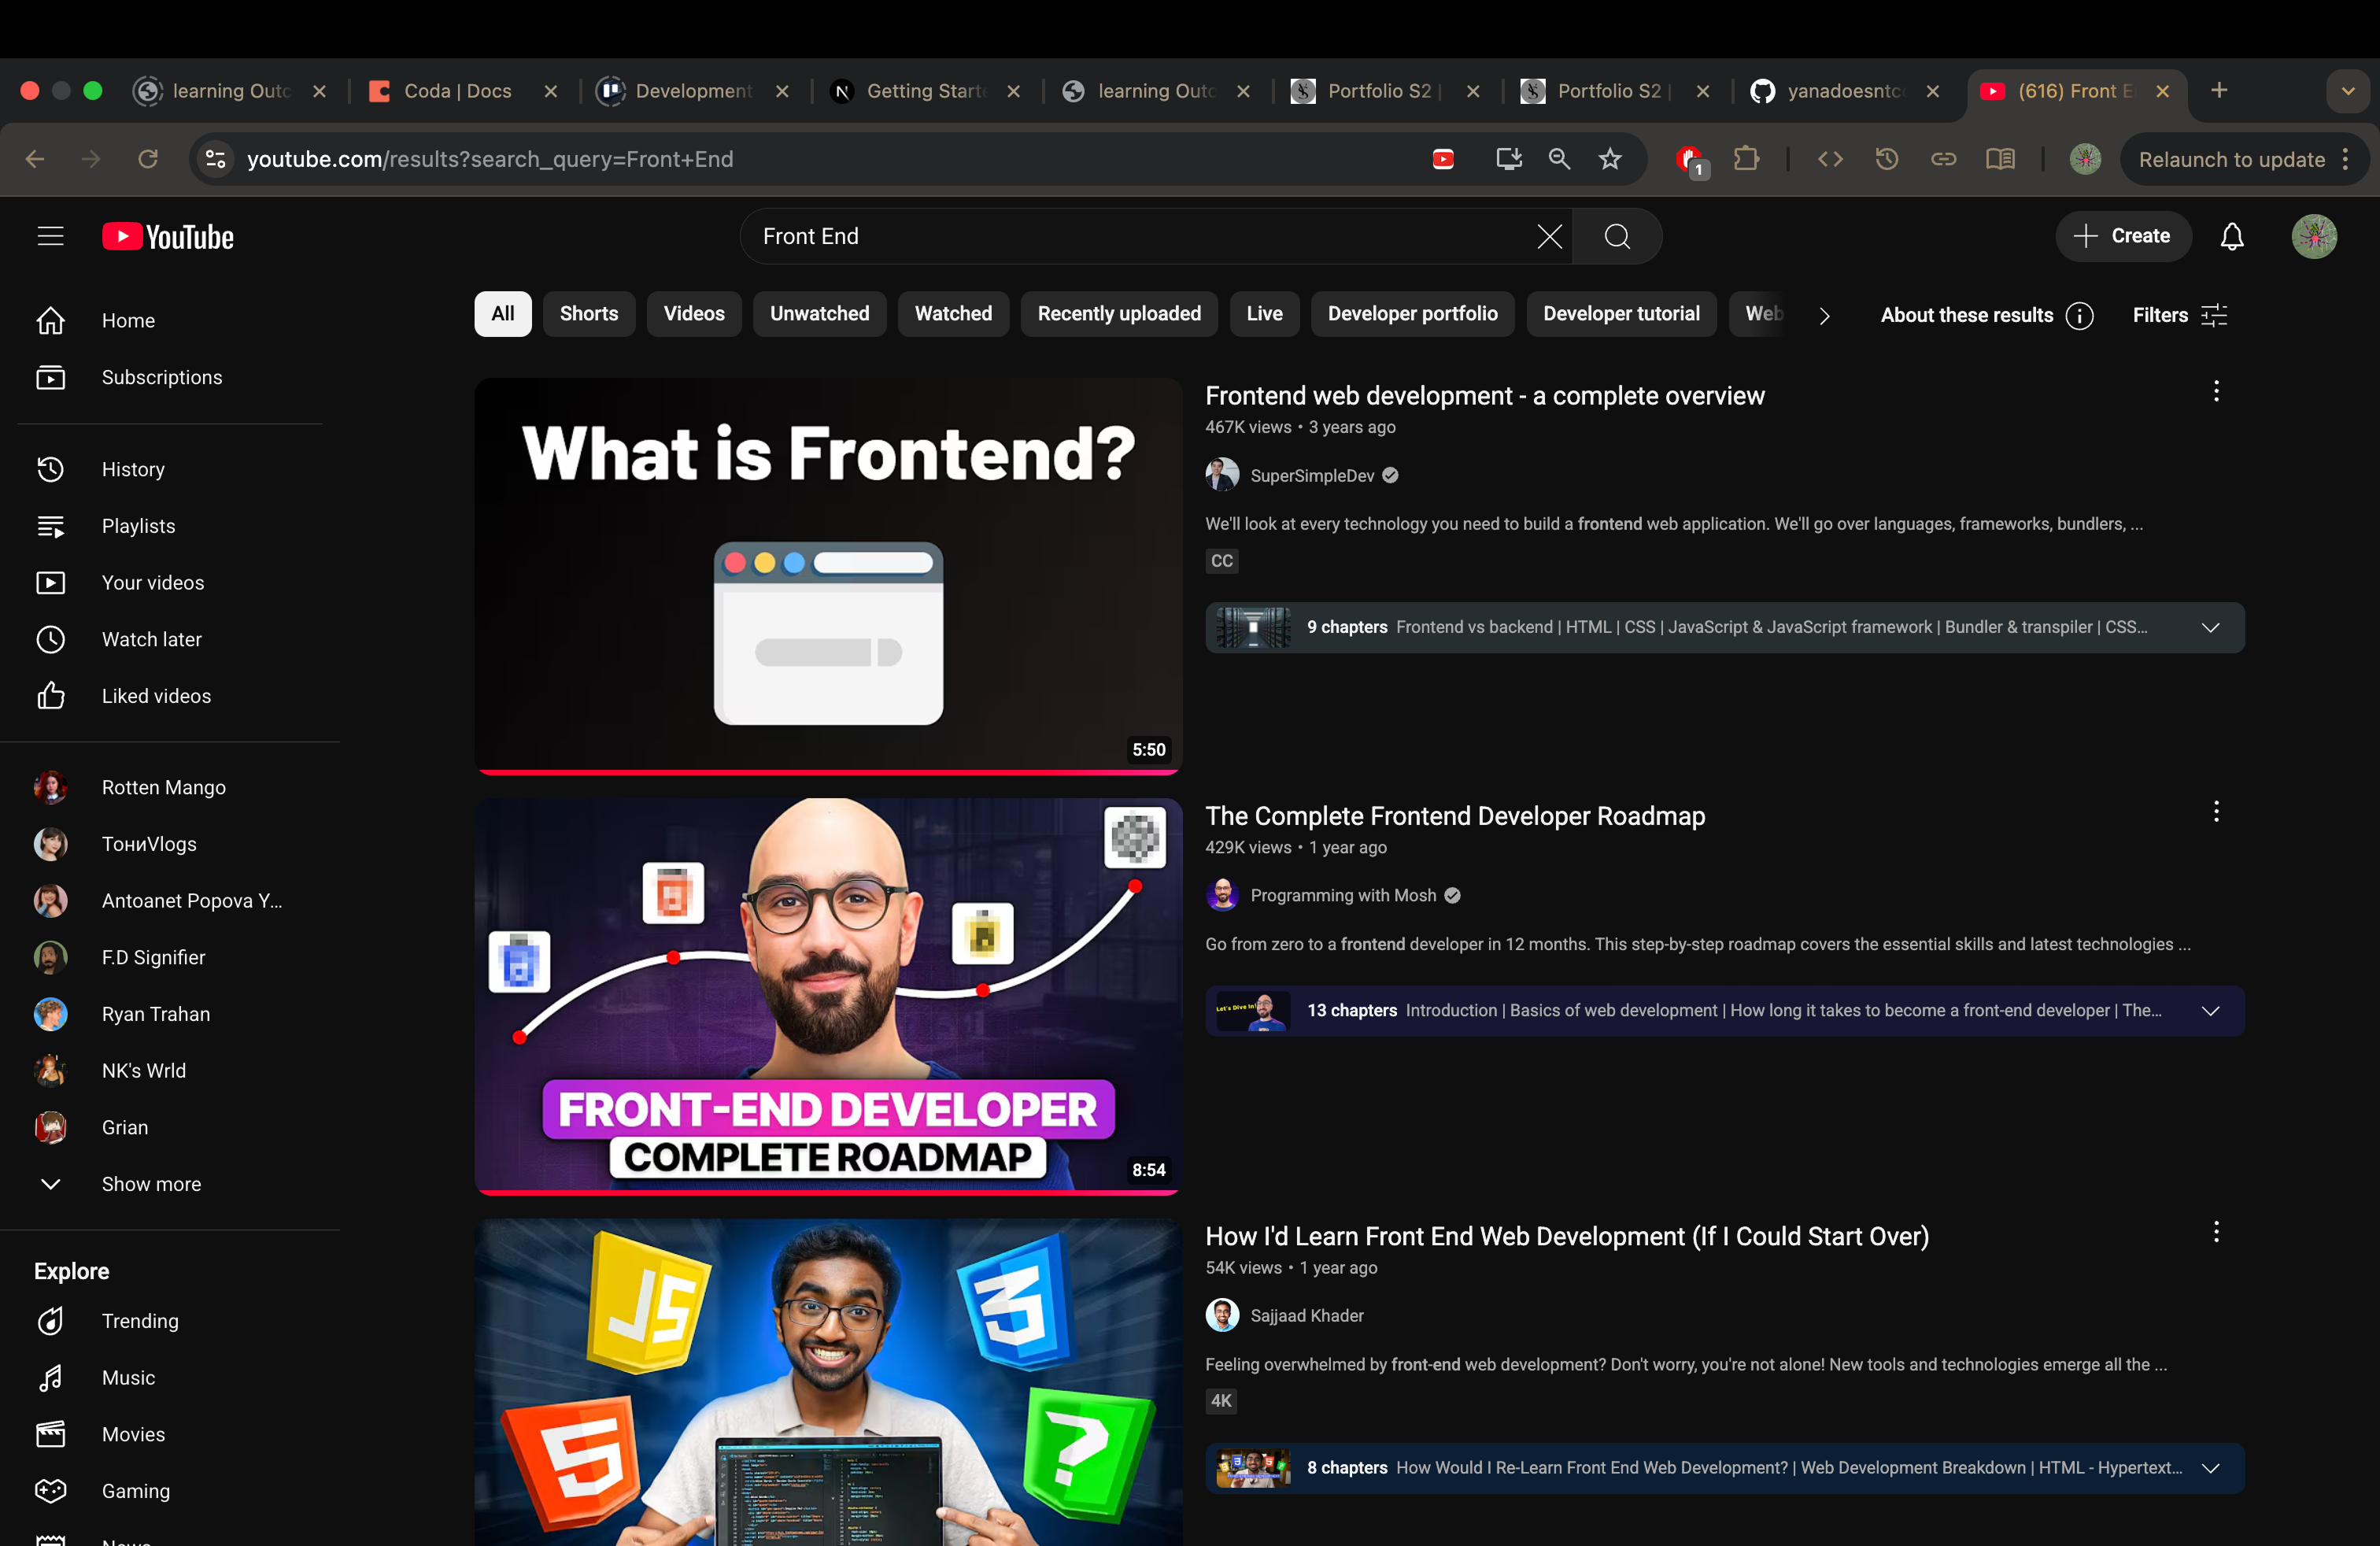 learning Outc
Coda | Docs
Development
Getting Start
learning Outc
Portfolio S2 |
Portfolio S2 |
yanadoesntco
(616) Front E
youtube.com/results?search_query=Front+End
1
Relaunch to update
YouTube
Front End
Create
All
Shorts
Videos
Unwatched
Watched
Recently uploaded
Live
Developer portfolio
Developer tutorial
Web
About these results
Filters
Home
Subscriptions
History
Playlists
Your videos
Watch later
Liked videos
Rotten Mango
ТониVlogs
Antoanet Popova Y...
F.D Signifier
Ryan Trahan
NK's Wrld
Grian
Show more
Explore
Trending
Music
Movies
Gaming
What is Frontend?
5:50
Frontend web development - a complete overview
467K views • 3 years ago
SuperSimpleDev
We'll look at every technology you need to build a frontend web application. We'll go over languages, frameworks, bundlers, ...
CC
9 chapters Frontend vs backend | HTML | CSS | JavaScript & JavaScript framework | Bundler & transpiler | CSS...
FRONT-END DEVELOPER
COMPLETE ROADMAP
8:54
The Complete Frontend Developer Roadmap
429K views • 1 year ago
Programming with Mosh
Go from zero to a frontend developer in 12 months. This step-by-step roadmap covers the essential skills and latest technologies ...
Let's Dive In!
13 chapters Introduction | Basics of web development | How long it takes to become a front-end developer | The...
JS
3
5
?
How I'd Learn Front End Web Development (If I Could Start Over)
54K views • 1 year ago
Sajjaad Khader
Feeling overwhelmed by front-end web development? Don't worry, you're not alone! New tools and technologies emerge all the ...
4K
8 chapters How Would I Re-Learn Front End Web Development? | Web Development Breakdown | HTML - Hypertext...